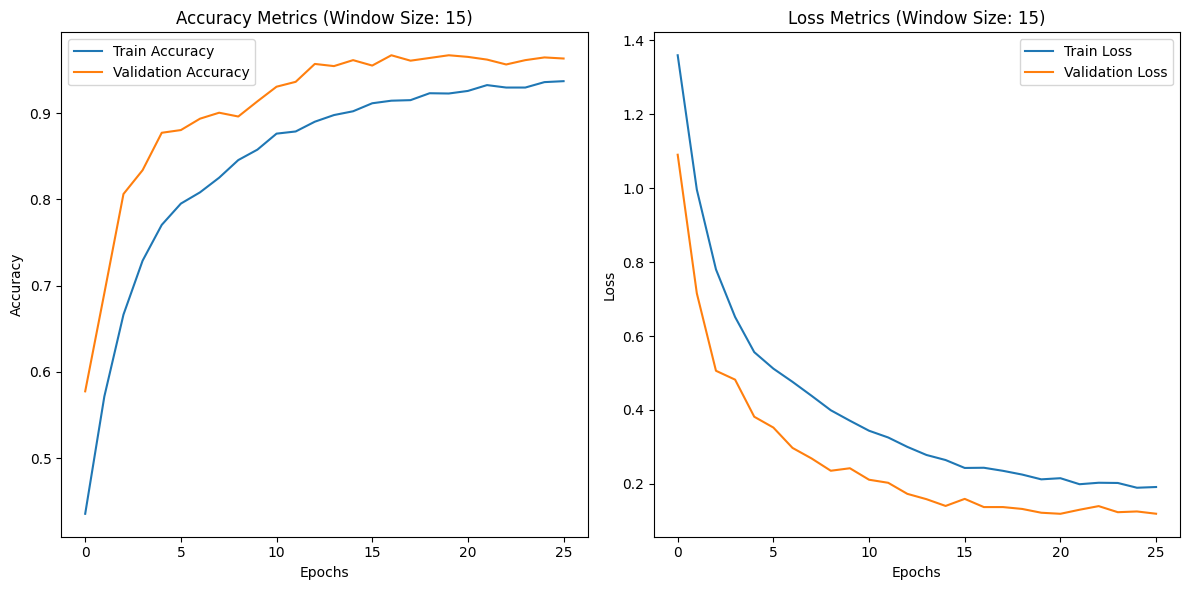 Accuracy Metrics (Window Size: 15)
Train Accuracy
Validation Accuracy
0.9
0.8
0.7
0.6
0.5
Accuracy
0 5 10 15 20 25
Epochs
Loss Metrics (Window Size: 15)
Train Loss
Validation Loss
1.4
1.2
1.0
0.8
0.6
0.4
0.2
Loss
0 5 10 15 20 25
Epochs